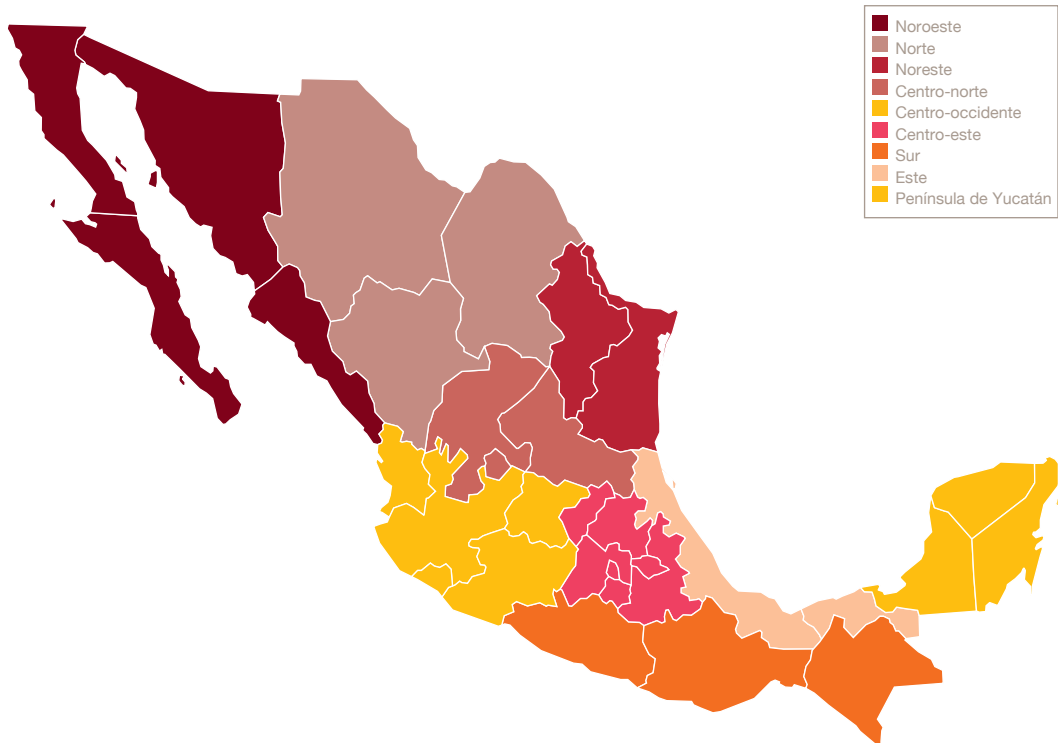 Noroeste
Norte
Noreste
Centro-norte
Centro-occidente
Centro-este
Sur
Este
Península de Yucatán